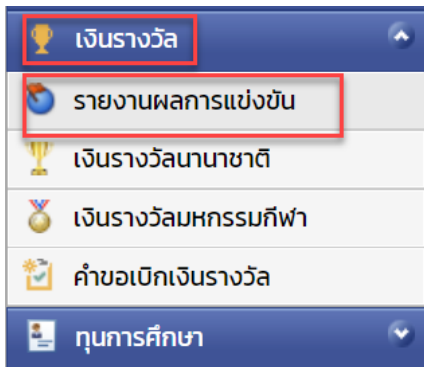 เงินรางวัล
รายงานผลการแข่งขัน
เงินรางวัลนานาชาติ
เงินรางวัลมหกรรมกีฬา
คำขอเบิกเงินรางวัล
ทุนการศึกษา